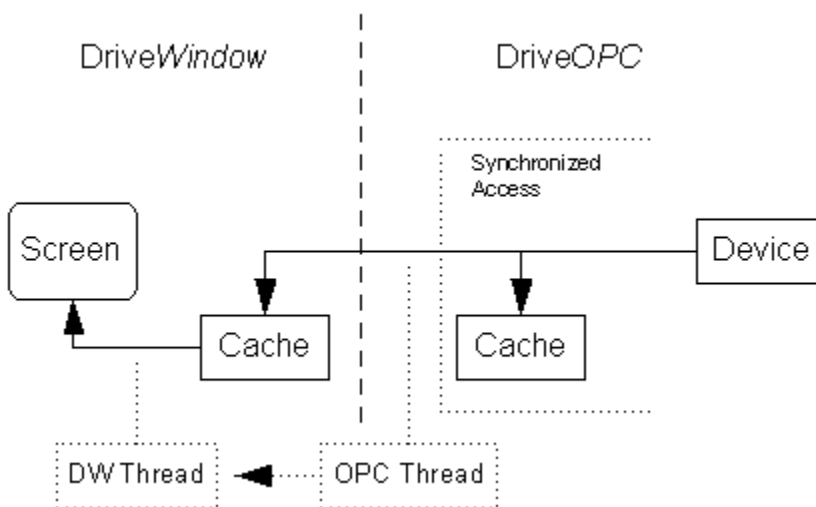 DriveWindow
DriveOPC
Synchronized
Access
Screen
Device
Cache
Cache
DW Thread
OPC Thread